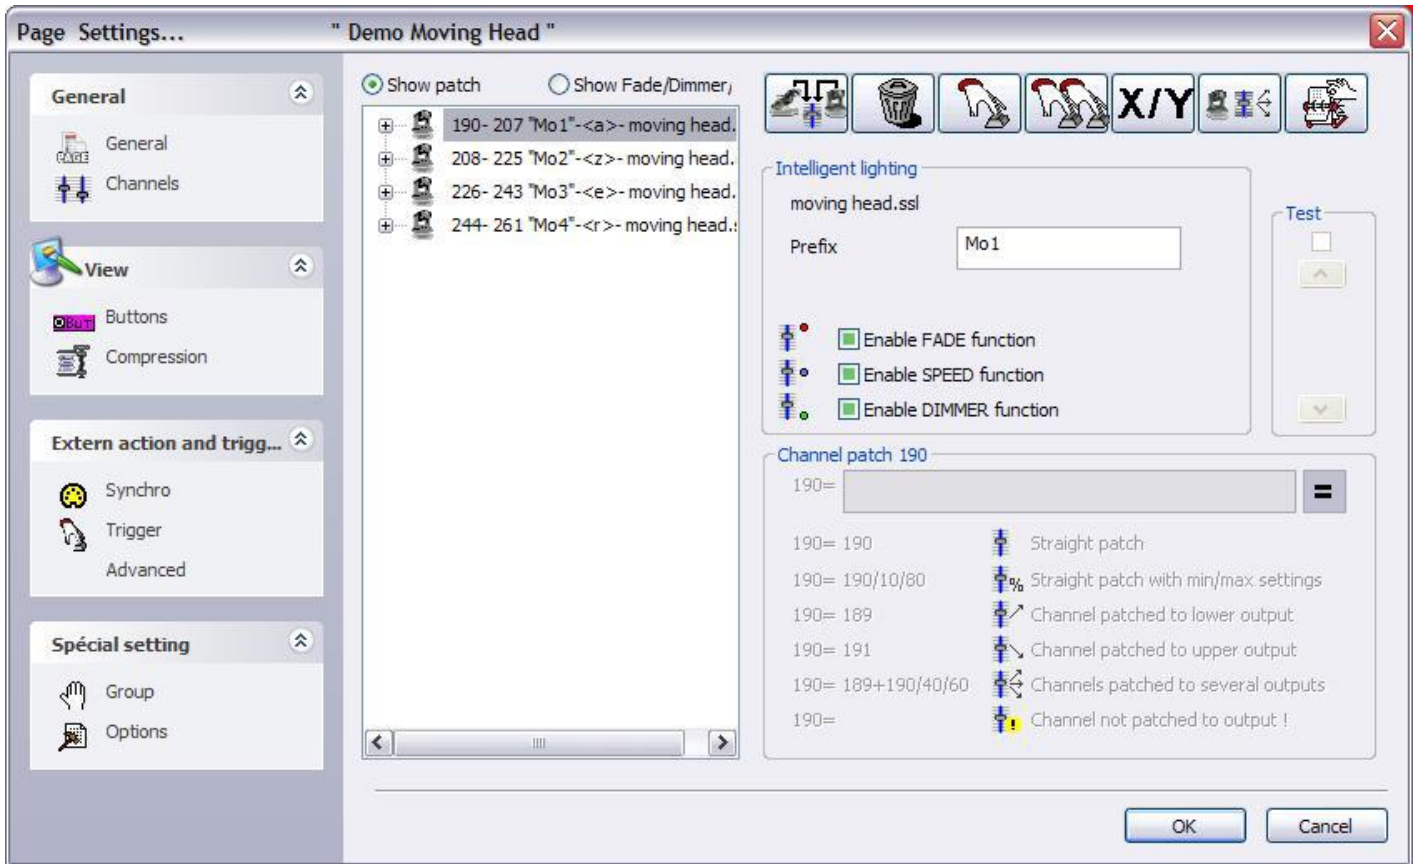 Page Settings... " Demo Moving Head "
General
General
Channels
View
Buttons
Compression
Extern action and trigg...
Synchro
Trigger
Advanced
Spécial setting
Group
Options
Show patch Show Fade/Dimmer/
190- 207 "Mo1"-<a>- moving head.
208- 225 "Mo2"-<z>- moving head.
226- 243 "Mo3"-<e>- moving head.
244- 261 "Mo4"-<r>- moving head.s
X/Y
Intelligent lighting
moving head.ssl
Prefix Mo1
Enable FADE function
Enable SPEED function
Enable DIMMER function
Test
Channel patch 190
190= =
190= 190 Straight patch
190= 190/10/80 % Straight patch with min/max settings
190= 189 Channel patched to lower output
190= 191 Channel patched to upper output
190= 189+190/40/60 Channels patched to several outputs
190= ! Channel not patched to output !
OK Cancel